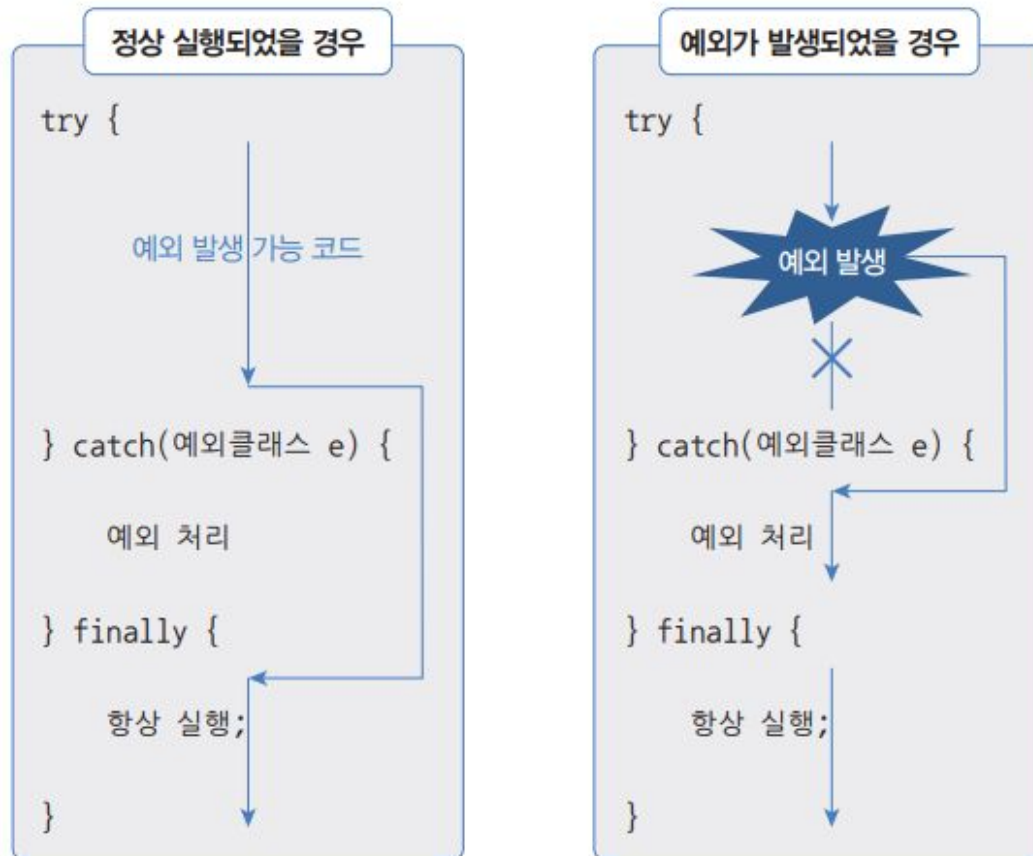 정상 실행되었을 경우
try {
예외 발생 가능 코드
} catch(예외클래스 e) {
예외 처리
} finally {
항상 실행;
}
예외가 발생되었을 경우
try {
예외 발생
} catch(예외클래스 e) {
예외 처리
} finally {
항상 실행;
}